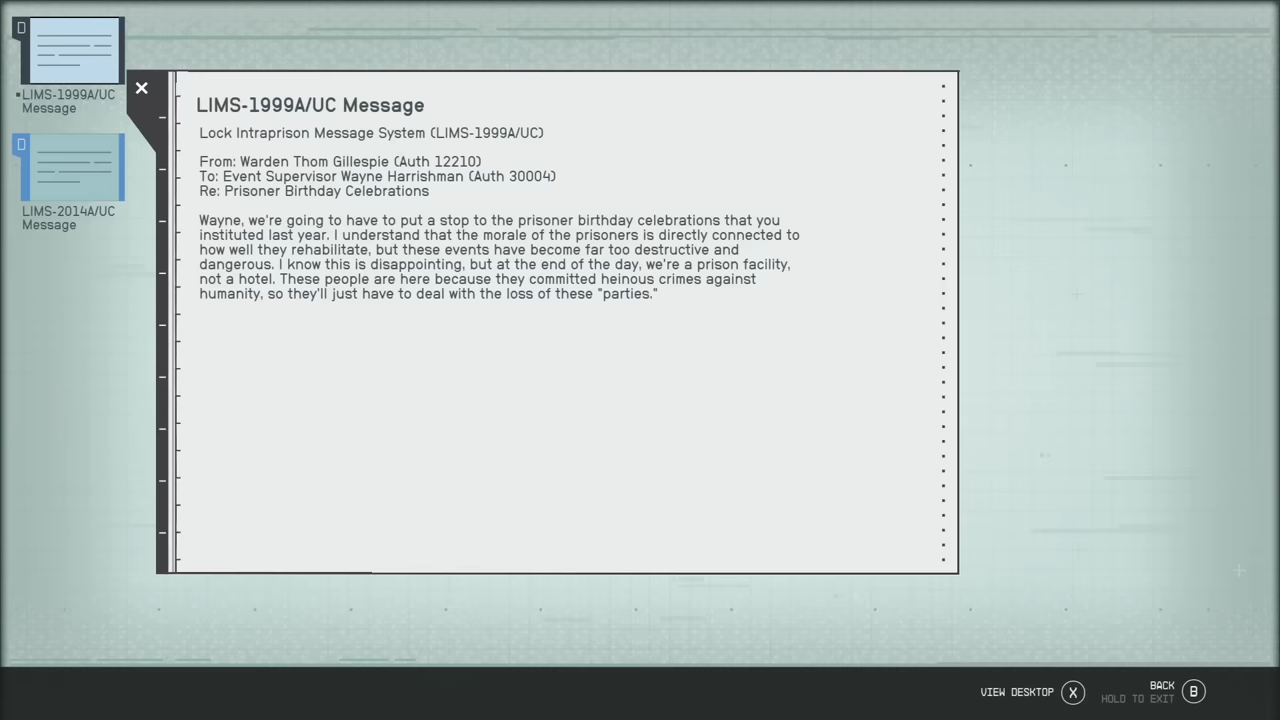 LIMS-1999A/UC
Message
LIMS-2014A/UC
Message
LIMS-1999A/UC Message
Lock Intraprison Message System (LIMS-1999A/UC)
From: Warden Thom Gillespie (Auth 12210)
To: Event Supervisor Wayne Harrishman (Auth 30004)
Re: Prisoner Birthday Celebrations
Wayne, we're going to have to put a stop to the prisoner birthday celebrations that you
instituted last year. I understand that the morale of the prisoners is directly connected to
how well they rehabilitate, but these events have become far too destructive and
dangerous. I know this is disappointing, but at the end of the day, we're a prison facility,
not a hotel. These people are here because they committed heinous crimes against
humanity, so they'll just have to deal with the loss of these "parties."
VIEW DESKTOP X
BACK B
HOLD TO EXIT